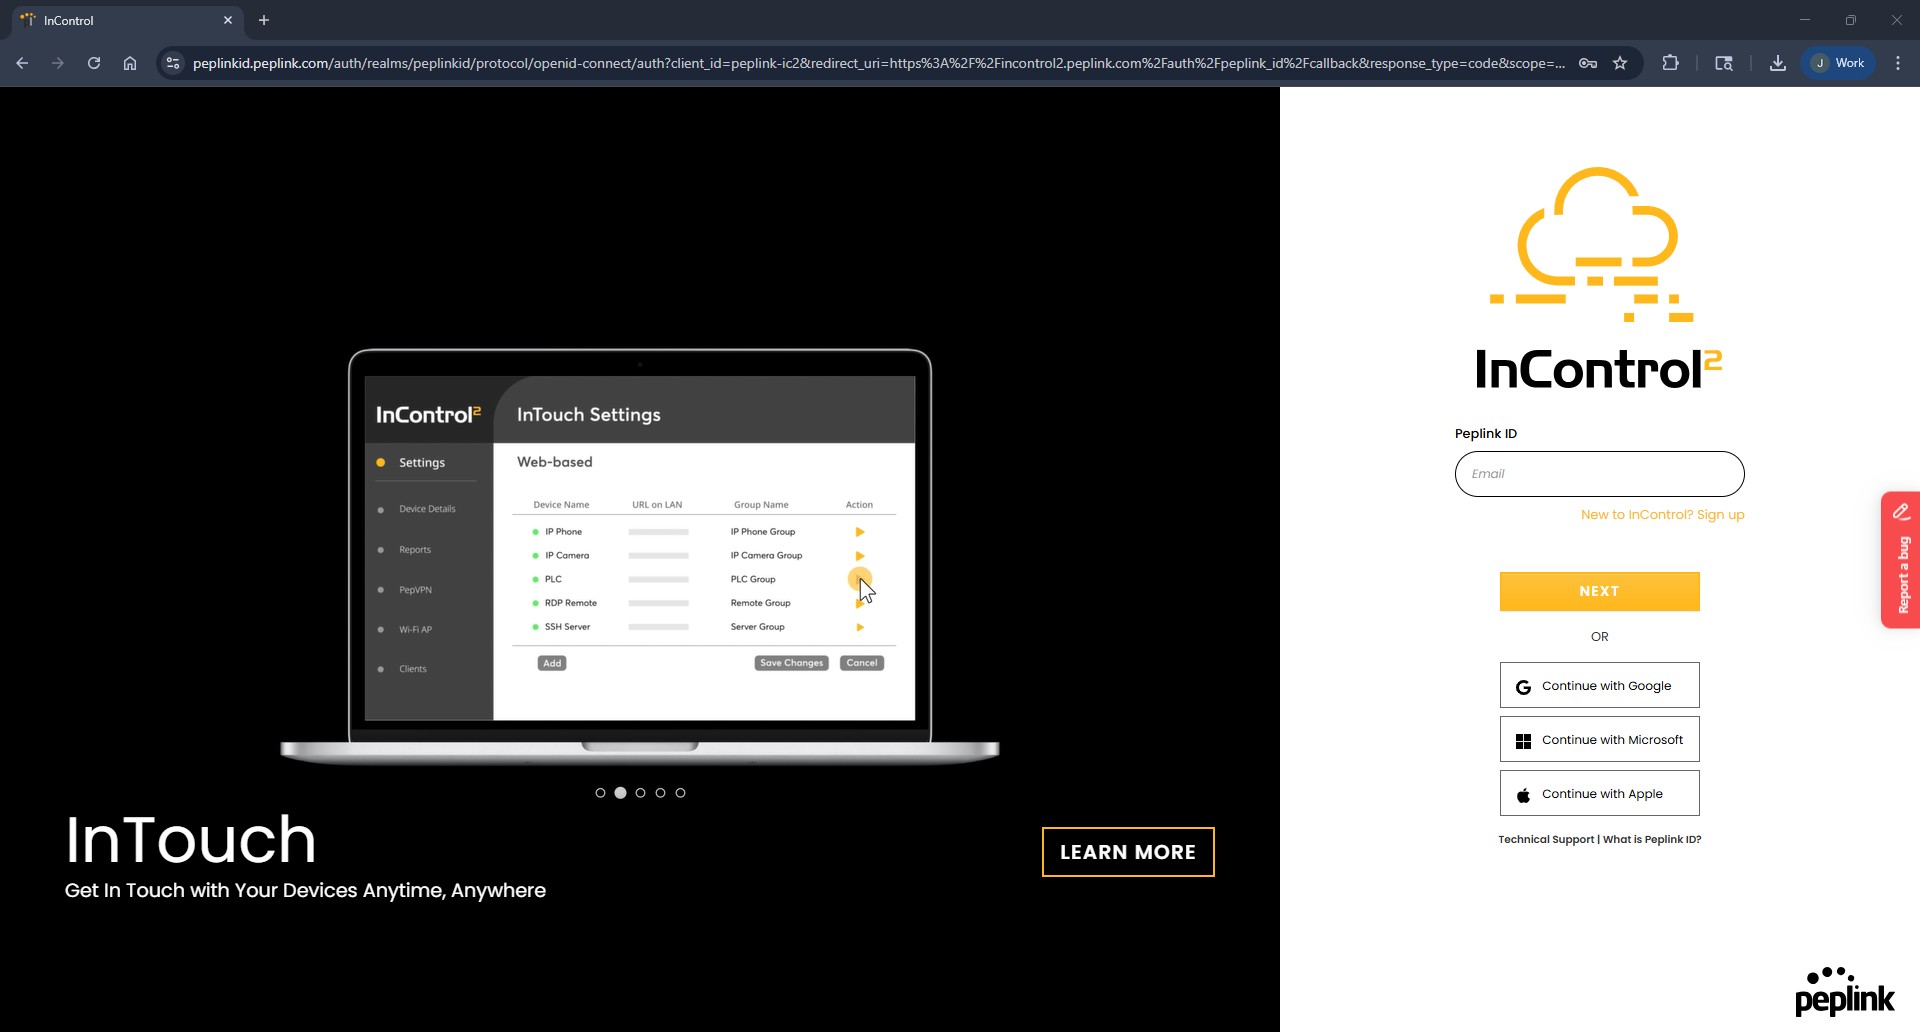 InControl
peplinkid.peplink.com/auth/realms/peplinkid/protocol/openid-connect/auth?client_id=peplink-ic2&redirect_uri=https%3A%2F%2Fincontrol2.peplink.com%2Fauth%2Fpeplink_id%2Fcallback&response_type=code&scope=...
J Work
InControl2
InTouch Settings
Settings
Device Details
Reports
PepVPN
Wi-Fi AP
Clients
Web-based
Device Name URL on LAN Group Name Action
IP Phone IP Phone Group
IP Camera IP Camera Group
PLC PLC Group
RDP Remote Remote Group
SSH Server Server Group
Add Save Changes Cancel
InTouch
Get In Touch with Your Devices Anytime, Anywhere
LEARN MORE
InControl2
Peplink ID
Email
New to InControl? Sign up
NEXT
OR
Continue with Google
Continue with Microsoft
Continue with Apple
Technical Support | What is Peplink ID?
Report a bug
peplink